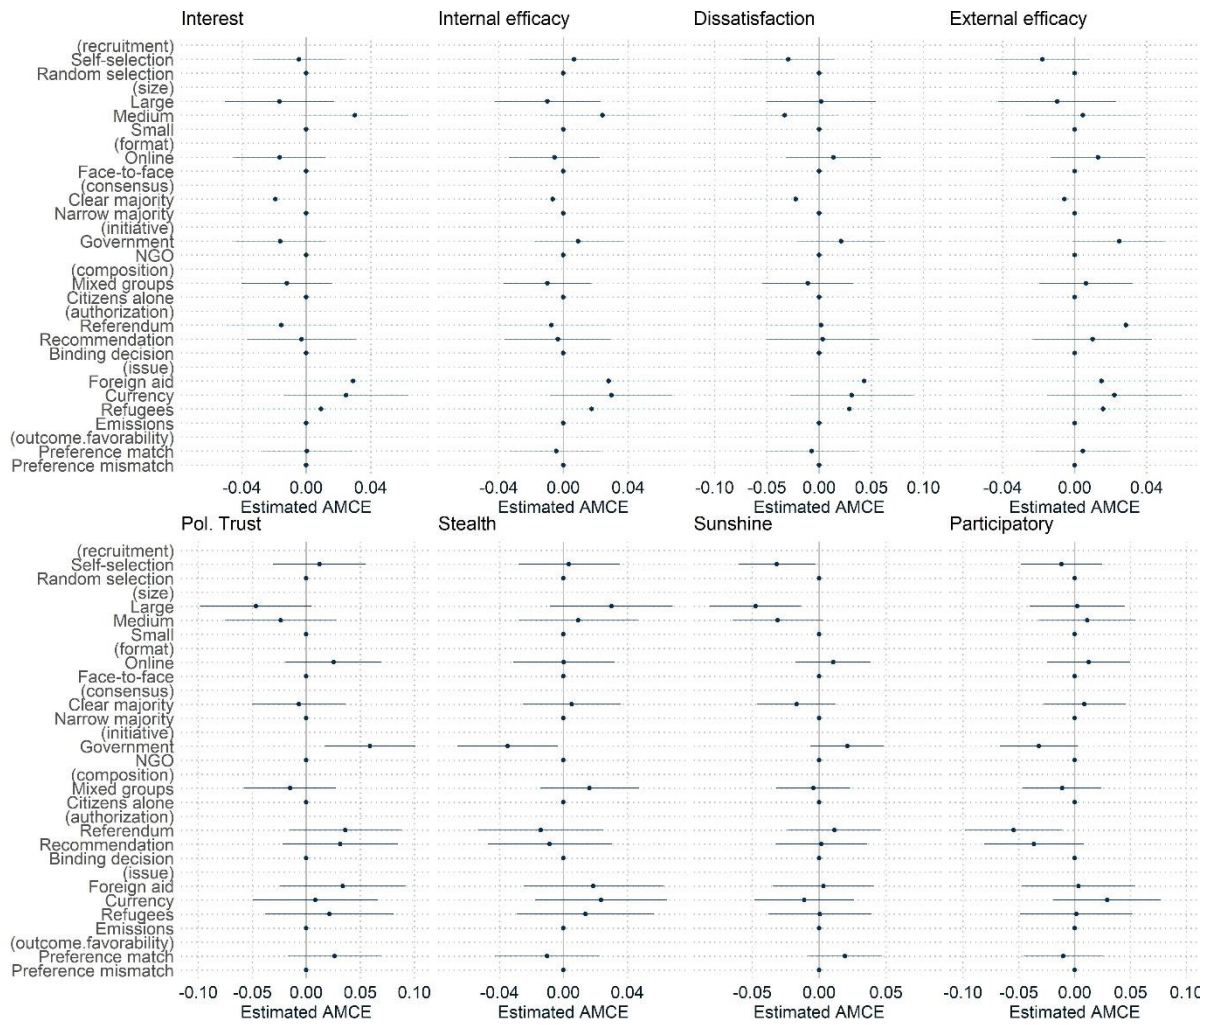 Interest Internal efficacy Dissatisfaction External efficacy
(recruitment)
Self-selection
Random selection
(size)
Large
Medium
Small
(format)
Online
Face-to-face
(consensus)
Clear majority
Narrow majority
(initiative)
Government
NGO
(composition)
Mixed groups
Citizens alone
(authorization)
Referendum
Recommendation
Binding decision
(issue)
Foreign aid
Currency
Refugees
Emissions
(outcome.favorability)
Preference match
Preference mismatch
-0.04 0.00 0.04 -0.04 0.00 0.04 -0.10 -0.05 0.00 0.05 0.10 -0.04 0.00 0.04
Estimated AMCE Estimated AMCE Estimated AMCE Estimated AMCE
Pol. Trust Stealth Sunshine Participatory
(recruitment)
Self-selection
Random selection
(size)
Large
Medium
Small
(format)
Online
Face-to-face
(consensus)
Clear majority
Narrow majority
(initiative)
Government
NGO
(composition)
Mixed groups
Citizens alone
(authorization)
Referendum
Recommendation
Binding decision
(issue)
Foreign aid
Currency
Refugees
Emissions
(outcome.favorability)
Preference match
Preference mismatch
-0.10 -0.05 0.00 0.05 0.10 -0.04 0.00 0.04 -0.05 0.00 0.05 -0.10 -0.05 0.00 0.05 0.10
Estimated AMCE Estimated AMCE Estimated AMCE Estimated AMCE